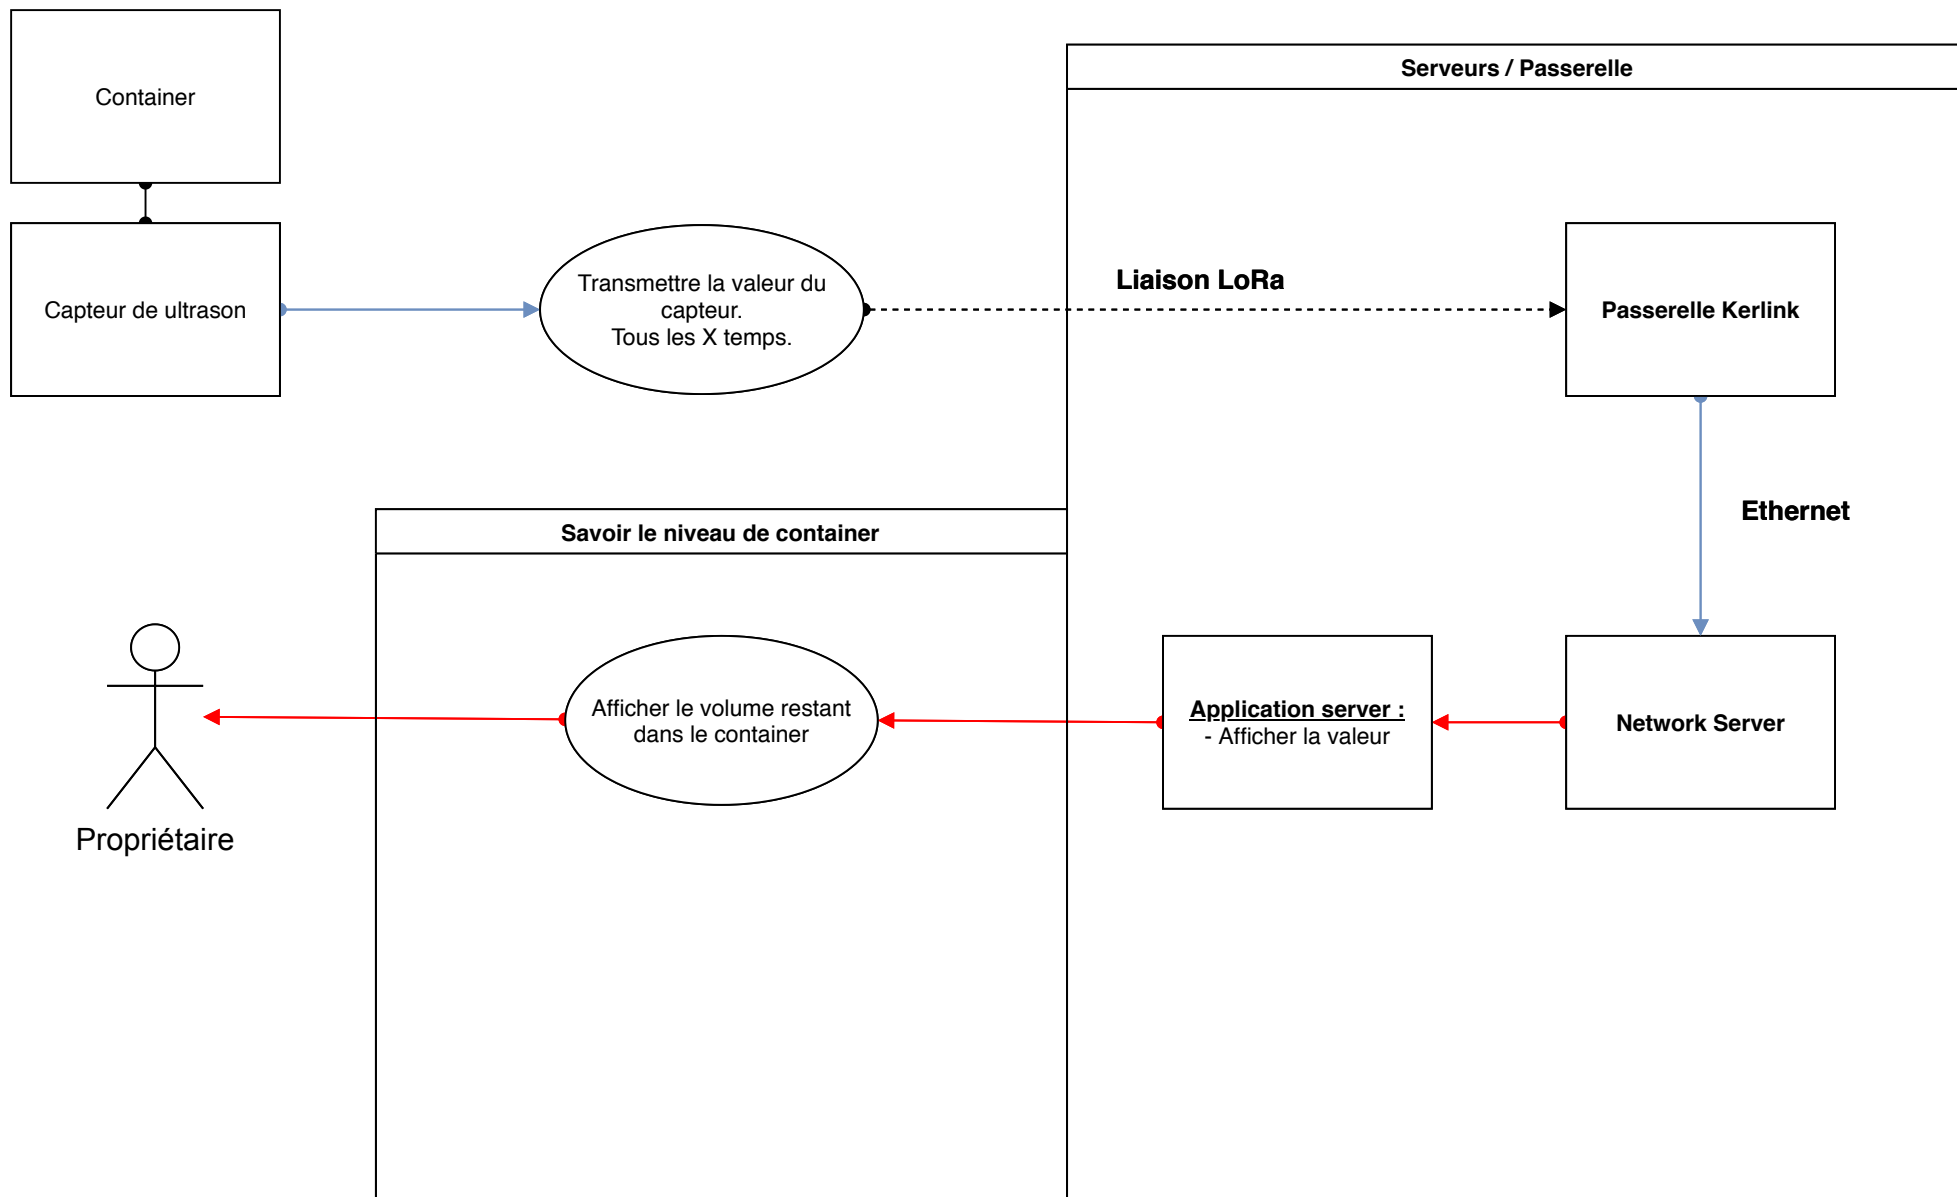 Container
Serveurs / Passerelle
Capteur de ultrason
Transmettre la valeur du
capteur.
Tous les X temps.
Liaison LoRa
Passerelle Kerlink
Ethernet
Savoir le niveau de container
Propriétaire
Afficher le volume restant
dans le container
Application server :
- Afficher la valeur
Network Server